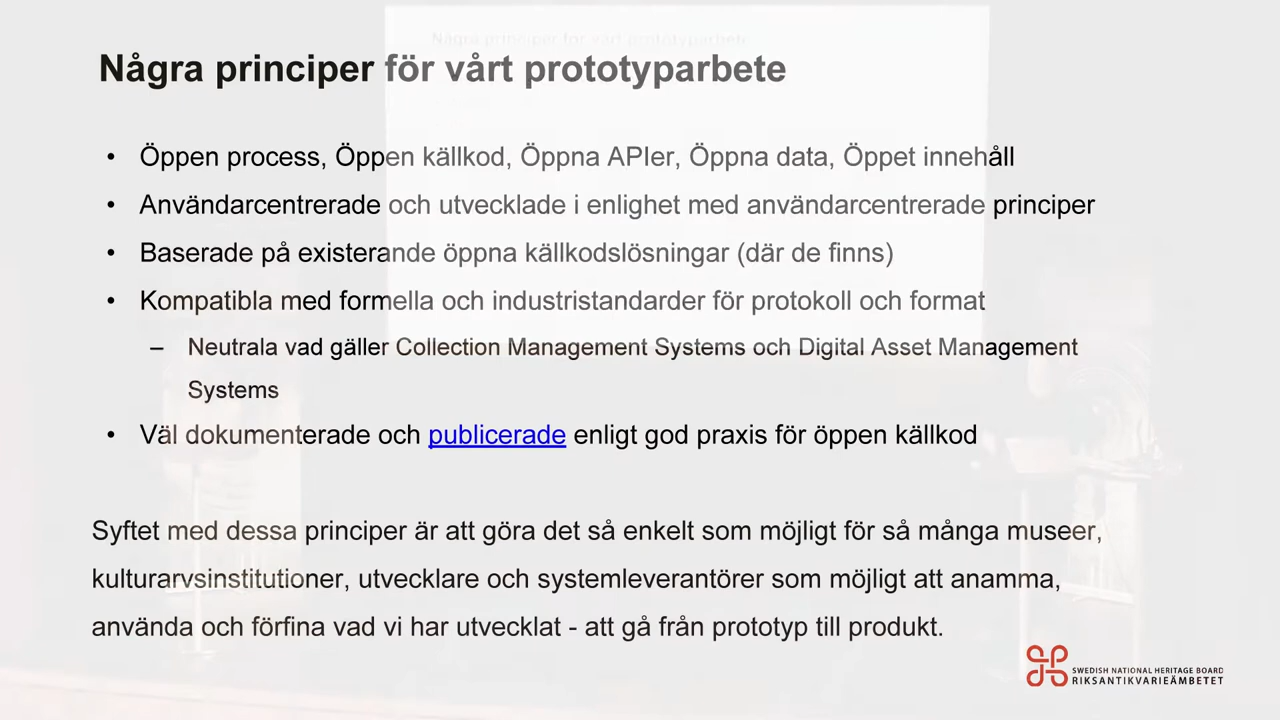 Några principer för vårt prototyparbete
Några principer för vårt prototyparbete
• Öppen process, Öppen källkod, Öppna APIer, Öppna data, Öppet innehåll
• Användarcentrerade och utvecklade i enlighet med användarcentrerade principer
• Baserade på existerande öppna källkodslösningar (där de finns)
• Kompatibla med formella och industristandarder för protokoll och format
– Neutrala vad gäller Collection Management Systems och Digital Asset Management
Systems
• Väl dokumenterade och publicerade enligt god praxis för öppen källkod
Syftet med dessa principer är att göra det så enkelt som möjligt för så många museer,
kulturarvsinstitutioner, utvecklare och systemleverantörer som möjligt att anamma,
använda och förfina vad vi har utvecklat - att gå från prototyp till produkt.
SWEDISH NATIONAL HERITAGE BOARD
RIKSANTIKVARIEÄMBETET